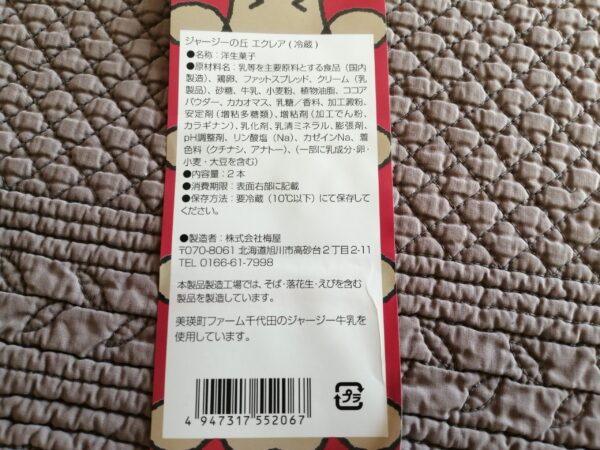 ジャージーの丘 エクレア(冷蔵)
●名称:洋生菓子
●原材料名:乳等を主要原料とする食品(国内
製造)、鶏卵、ファットスプレッド、クリーム(乳
製品)、砂糖、牛乳、小麦粉、植物油脂、ココア
パウダー、カカオマス、乳糖/香料、加工澱粉、
安定剤(増粘多糖類)、増粘剤(加工でん粉、
カラギナン)、乳化剤、乳清ミネラル、膨張剤、
pH調整剤、リン酸塩(Na)、カゼインNa、着
色料(クチナシ、アナトー)、(一部に乳成分・卵・
小麦・大豆を含む)
●内容量:2本
●消費期限:表面右部に記載
●保存方法:要冷蔵(10℃以下)にて保存して
ください。
●製造者:株式会社梅屋
〒070-8061 北海道旭川市高砂台2丁目2-11
TEL 0166-61-7998
本製品製造工場では、そば・落花生・えびを含む
製品を製造しています。
美瑛町ファーム千代田のジャージー牛乳を
使用しています。
4 947317 552067
プラ